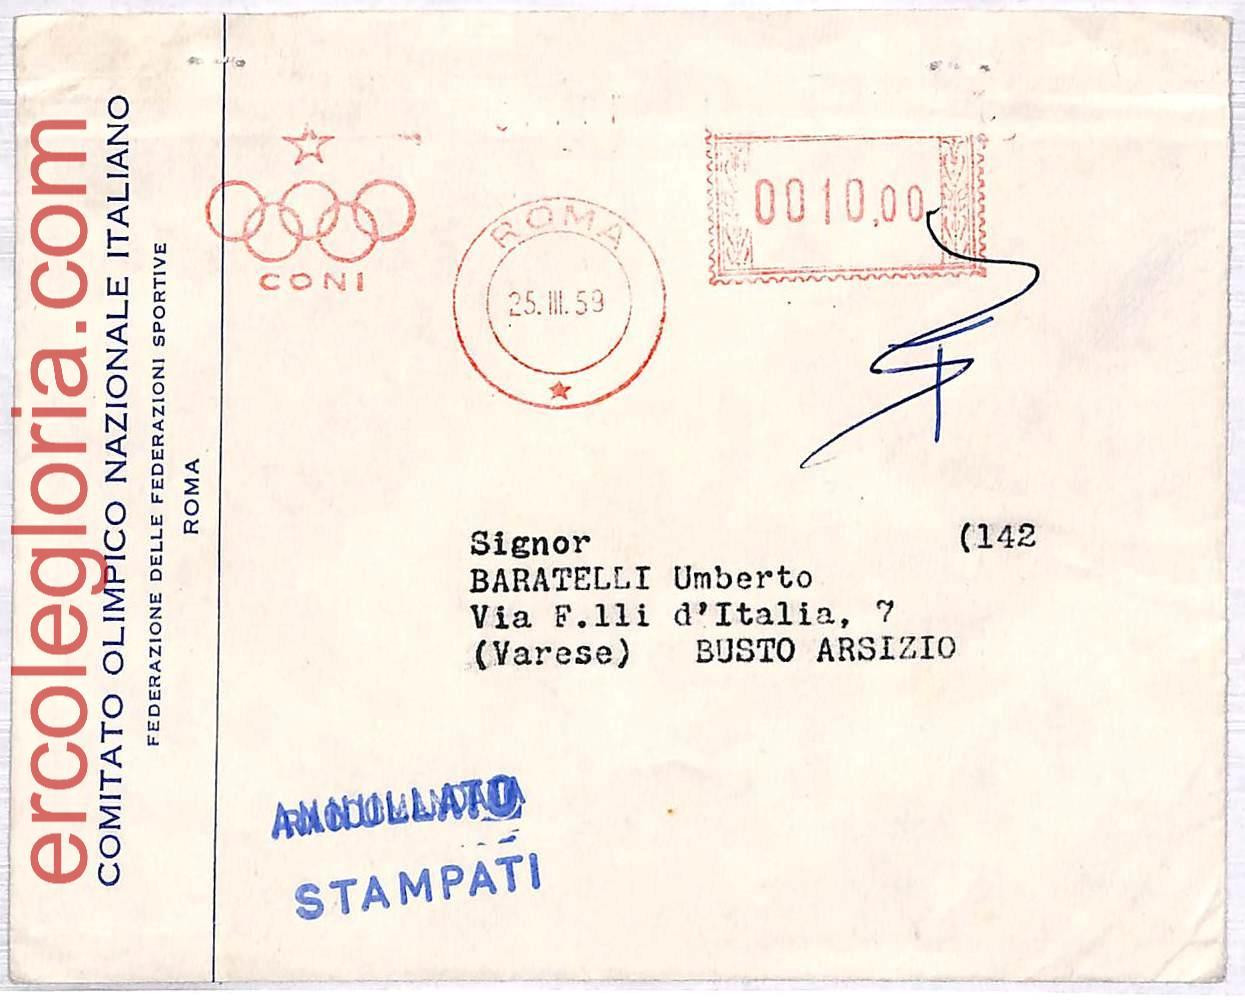 ercolegloria.com
COMITATO OLIMPICO NAZIONALE ITALIANO
FEDERAZIONE DELLE FEDERAZIONI SPORTIVE
ROMA
CONI
ROMA
25.III.59
0010,00
Signor (142
BARATELLI Umberto
Via F.lli d'Italia, 7
(Varese) BUSTO ARSIZIO
ANNULLATO
STAMPATI